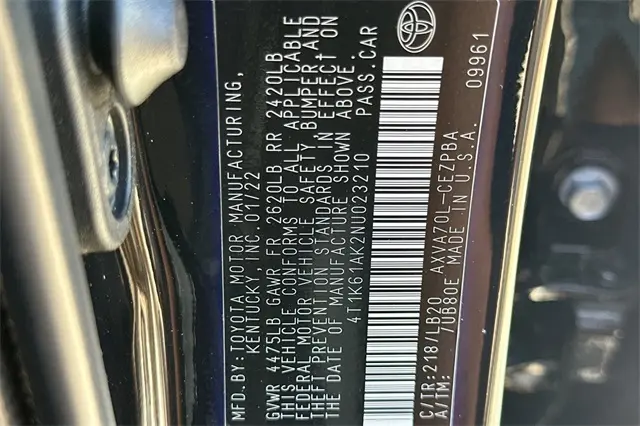 MFD. BY: TOYOTA MOTOR MANUFACTURING,
KENTUCKY, INC. 01/22
GVWR 4475LB GAWR FR 2620LB RR 2420LB
THIS VEHICLE CONFORMS TO ALL APPLICABLE
FEDERAL MOTOR VEHICLE SAFETY, BUMPER AND
THEFT PREVENTION STANDARDS IN EFFECT ON
THE DATE OF MANUFACTURE SHOWN ABOVE.
4T1K61AK2NU023210 PASS. CAR
C/TR:218/LB20 AXVA70L-CEZPBA
A/TM: -/UB80E MADE IN U.S.A. 09961